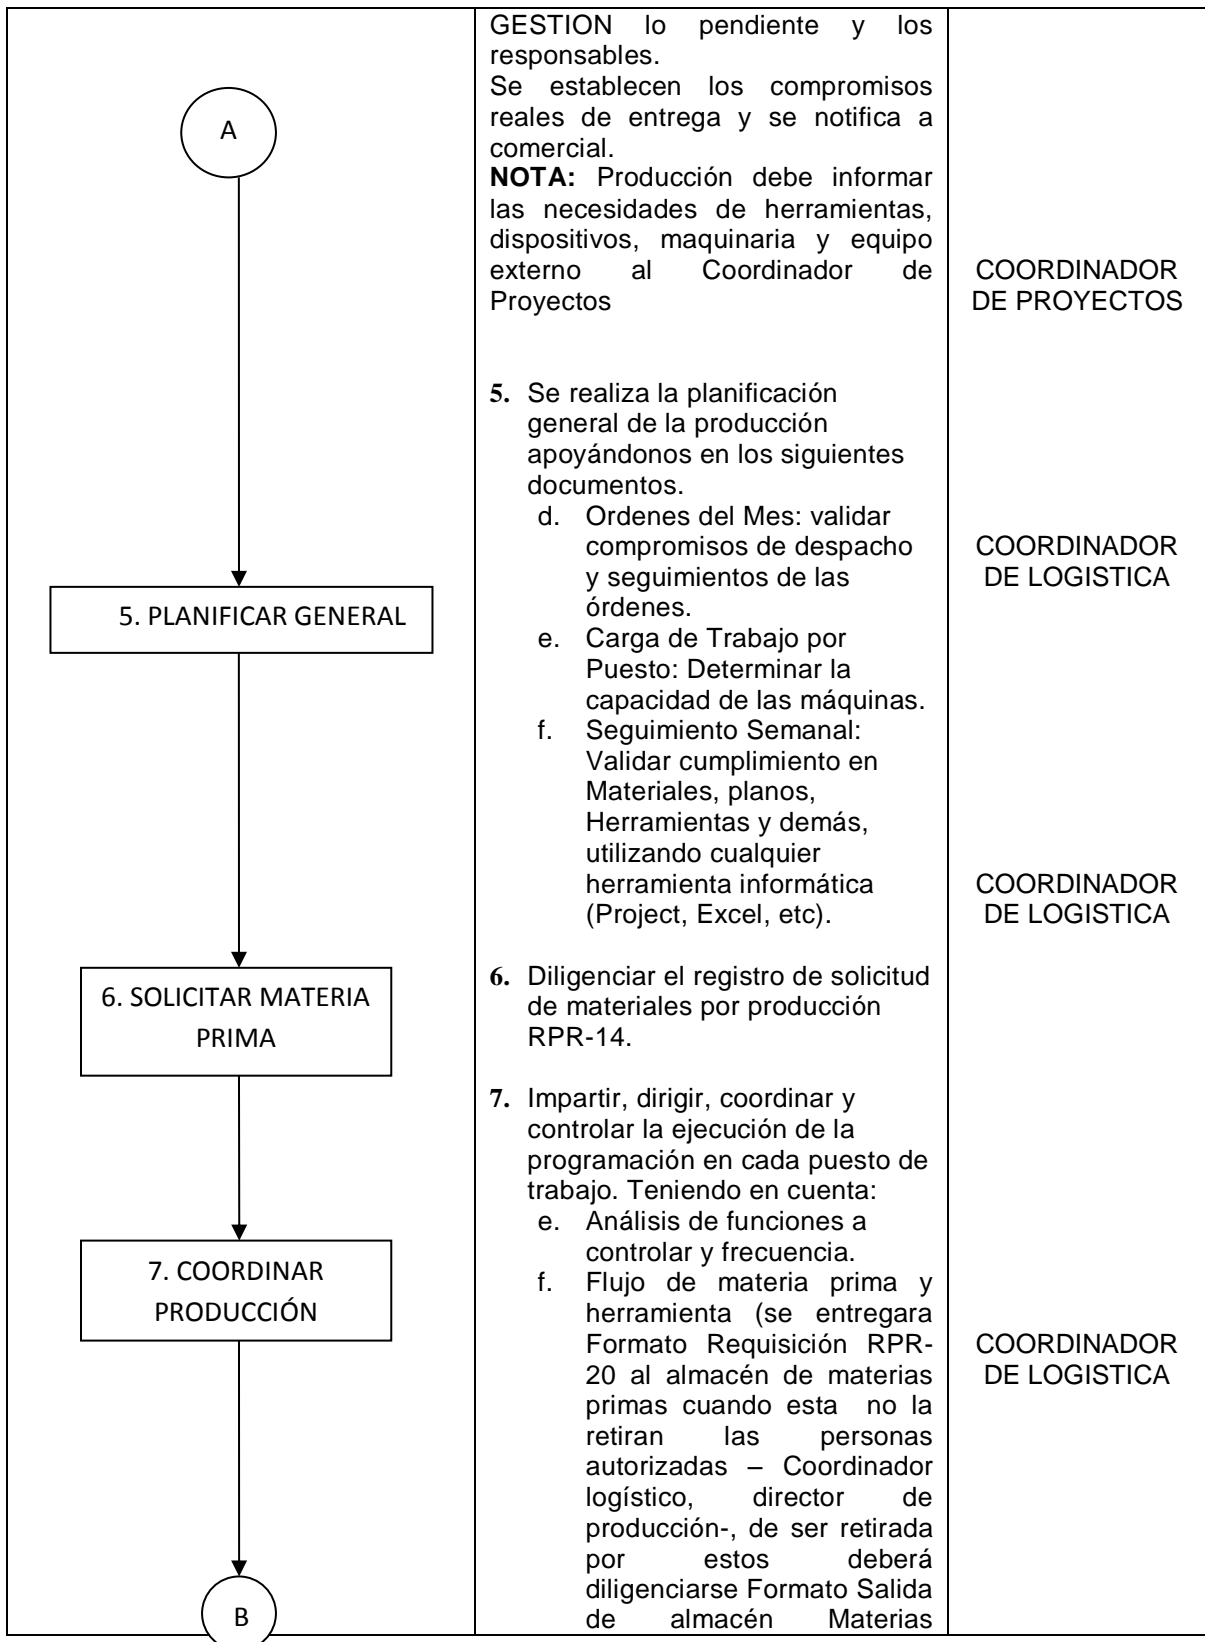 A
5. PLANIFICAR GENERAL
6. SOLICITAR MATERIA
PRIMA
7. COORDINAR
PRODUCCIÓN
B
GESTION lo pendiente y los
responsables.
Se establecen los compromisos
reales de entrega y se notifica a
comercial.
NOTA: Producción debe informar
las necesidades de herramientas,
dispositivos, maquinaria y equipo
externo al Coordinador de
Proyectos
5. Se realiza la planificación
general de la producción
apoyándonos en los siguientes
documentos.
d. Ordenes del Mes: validar
compromisos de despacho
y seguimientos de las
órdenes.
e. Carga de Trabajo por
Puesto: Determinar la
capacidad de las máquinas.
f. Seguimiento Semanal:
Validar cumplimiento en
Materiales, planos,
Herramientas y demás,
utilizando cualquier
herramienta informática
(Project, Excel, etc).
6. Diligenciar el registro de solicitud
de materiales por producción
RPR-14.
7. Impartir, dirigir, coordinar y
controlar la ejecución de la
programación en cada puesto de
trabajo. Teniendo en cuenta:
e. Análisis de funciones a
controlar y frecuencia.
f. Flujo de materia prima y
herramienta (se entregara
Formato Requisición RPR-
20 al almacén de materias
primas cuando esta no la
retiran las personas
autorizadas – Coordinador
logístico, director de
producción-, de ser retirada
por estos deberá
diligenciarse Formato Salida
de almacén Materias
COORDINADOR
DE PROYECTOS
COORDINADOR
DE LOGISTICA
COORDINADOR
DE LOGISTICA
COORDINADOR
DE LOGISTICA